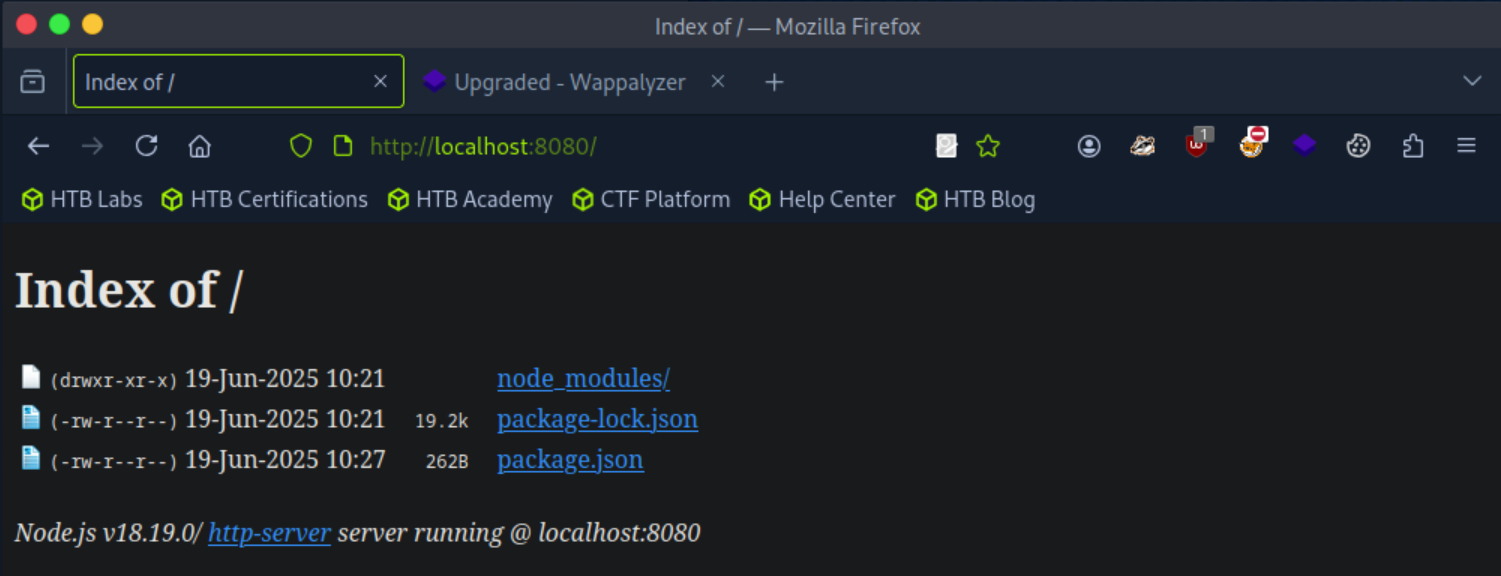 Index of / — Mozilla Firefox
Index of / Upgraded - Wappalyzer
http://localhost:8080/ 1
HTB Labs HTB Certifications HTB Academy CTF Platform Help Center HTB Blog
Index of /
(drwxr-xr-x) 19-Jun-2025 10:21 node_modules/
(-rw-r--r--) 19-Jun-2025 10:21 19.2k package-lock.json
(-rw-r--r--) 19-Jun-2025 10:27 262B package.json
Node.js v18.19.0/ http-server server running @ localhost:8080